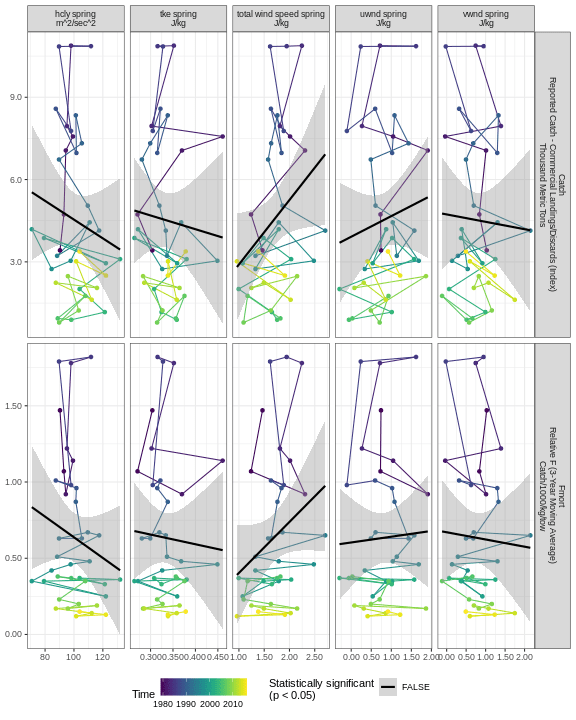 hcly spring
m^2/sec^2
tke spring
J/kg
total wind speed spring
J/kg
uwnd spring
J/kg
vwnd spring
J/kg
9.0
6.0
3.0
Catch
Reported Catch - Commercial Landings/Discards (Index)
Thousand Metric Tons
1.50
1.00
0.50
0.00
Fmort
Relative F (3-Year Moving Average)
Catch/1000/kg/tow
80
100
120
0.300
0.350
0.400
0.450
1.00
1.50
2.00
2.50
0.00
0.50
1.00
1.50
2.00
0.00
0.50
1.00
1.50
2.00
Time
1980 1990 2000 2010
Statistically significant
(p < 0.05)
FALSE